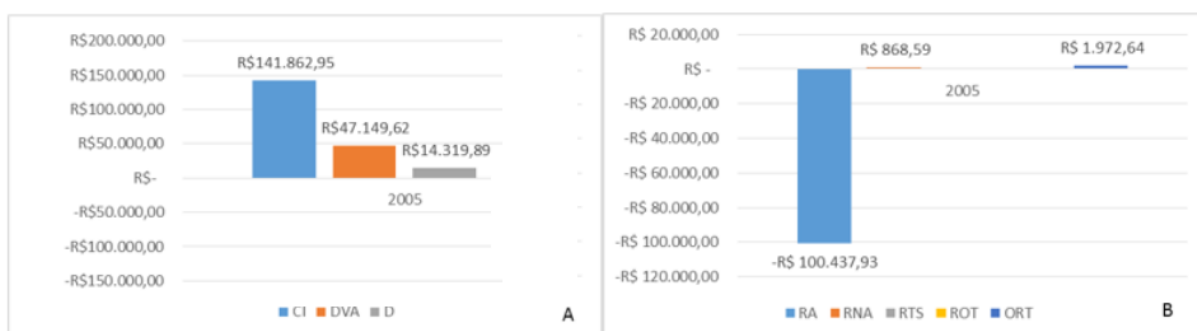 R$200.000,00
R$150.000,00
R$100.000,00
R$50.000,00
R$-
-R$50.000,00
-R$100.000,00
-R$150.000,00
R$141.862,95
R$47.149,62
R$14.319,89
2005
CI DVA D
A
R$ 20.000,00
R$ -
-R$ 20.000,00
-R$ 40.000,00
-R$ 60.000,00
-R$ 80.000,00
-R$ 100.000,00
-R$ 120.000,00
R$ 868,59
R$ 1.972,64
2005
-R$ 100.437,93
RA RNA RTS ROT ORT
B